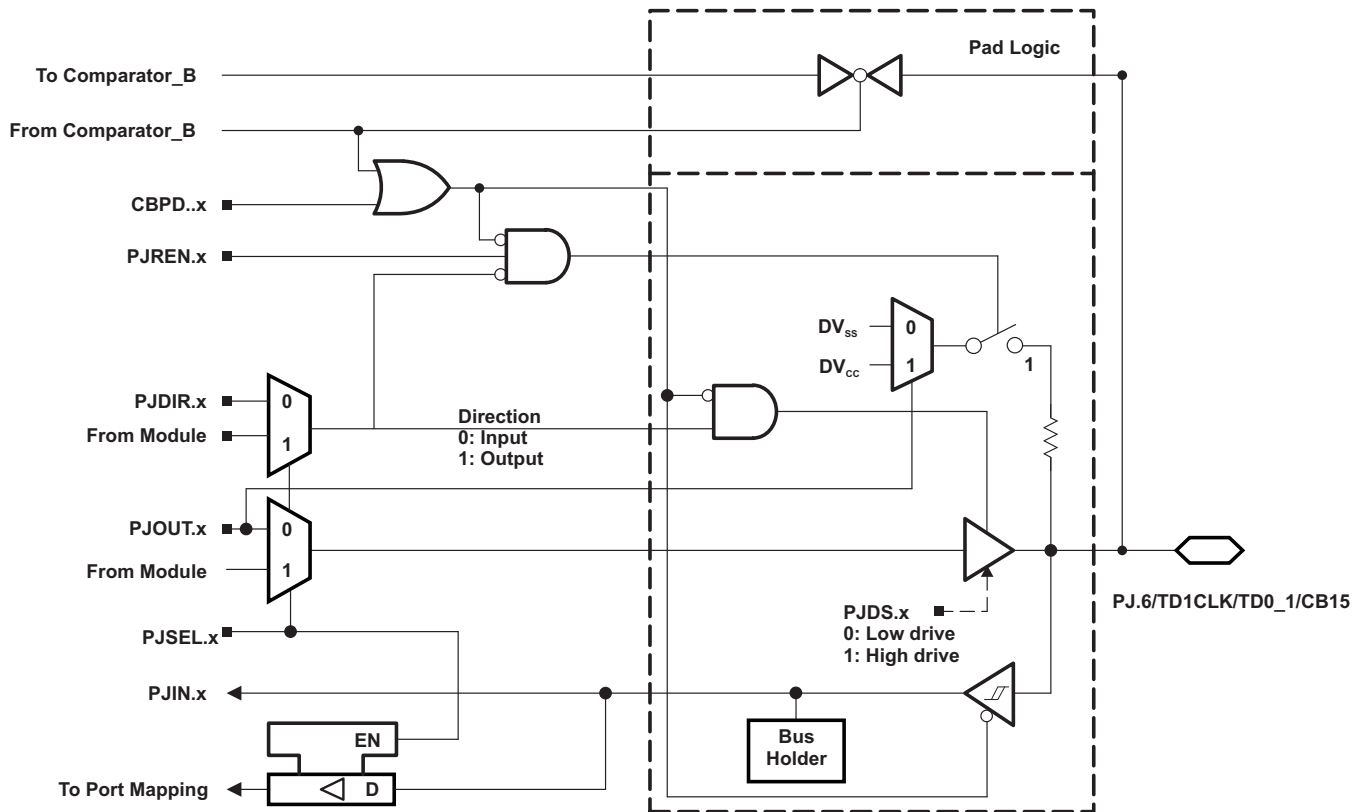 Pad Logic
To Comparator_B
From Comparator_B
CBPD..x
PJREN.x
DVSS
0
DVCC
1
1
PJDIR.x
0
From Module
1
Direction
0: Input
1: Output
PJOUT.x
0
From Module
1
PJDS.x
0: Low drive
1: High drive
PJ.6/TD1CLK/TD0_1/CB15
PJSEL.x
PJIN.x
Bus
Holder
EN
To Port Mapping
D